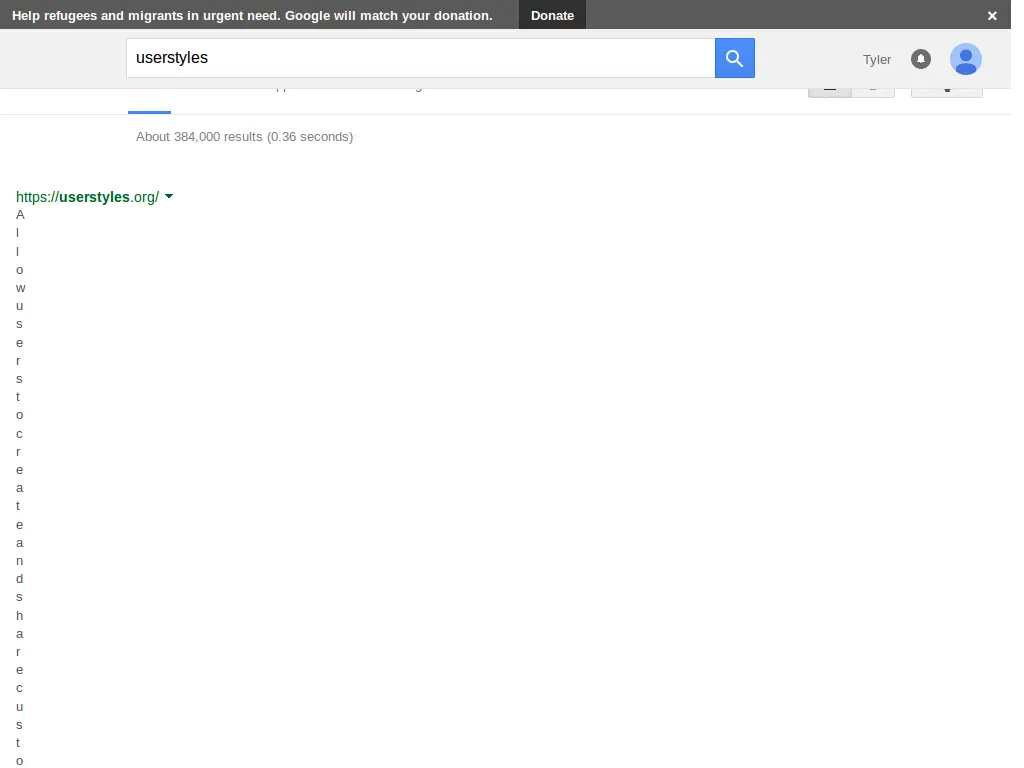 Help refugees and migrants in urgent need. Google will match your donation. Donate ×
userstyles
Tyler
About 384,000 results (0.36 seconds)
https://userstyles.org/
A
l
l
o
w
u
s
e
r
s
t
o
c
r
e
a
t
e
a
n
d
s
h
a
r
e
c
u
s
t
o